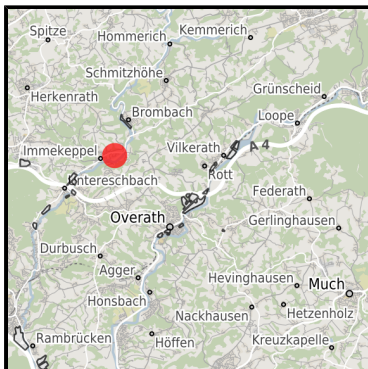 Spitze
Hommerich
Kemmerich
Schmitzhöhe
Herkenrath
Grünscheid
Brombach
Loope
Immekeppel
Vilkerath
A 4
Untereschbach
Rott
Federath
Overath
Gerlinghausen
Durbusch
Agger
Hevinghausen
Much
Honsbach
Nackhausen
Hetzenholz
Rambrücken
Höffen
Kreuzkapelle